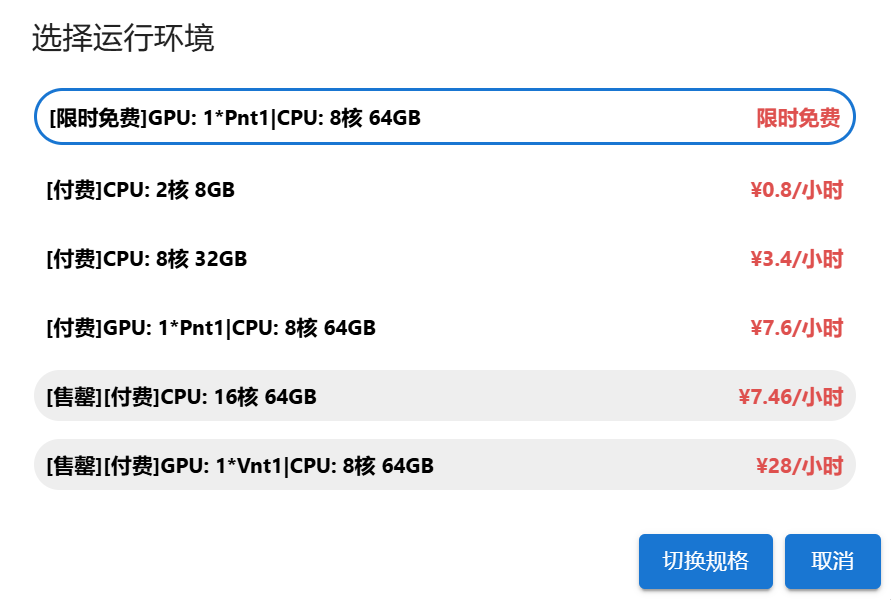 选择运行环境
[限时免费]GPU: 1*Pnt1|CPU: 8核 64GB 限时免费
[付费]CPU: 2核 8GB ¥0.8/小时
[付费]CPU: 8核 32GB ¥3.4/小时
[付费]GPU: 1*Pnt1|CPU: 8核 64GB ¥7.6/小时
[售罄][付费]CPU: 16核 64GB ¥7.46/小时
[售罄][付费]GPU: 1*Vnt1|CPU: 8核 64GB ¥28/小时
切换规格 取消